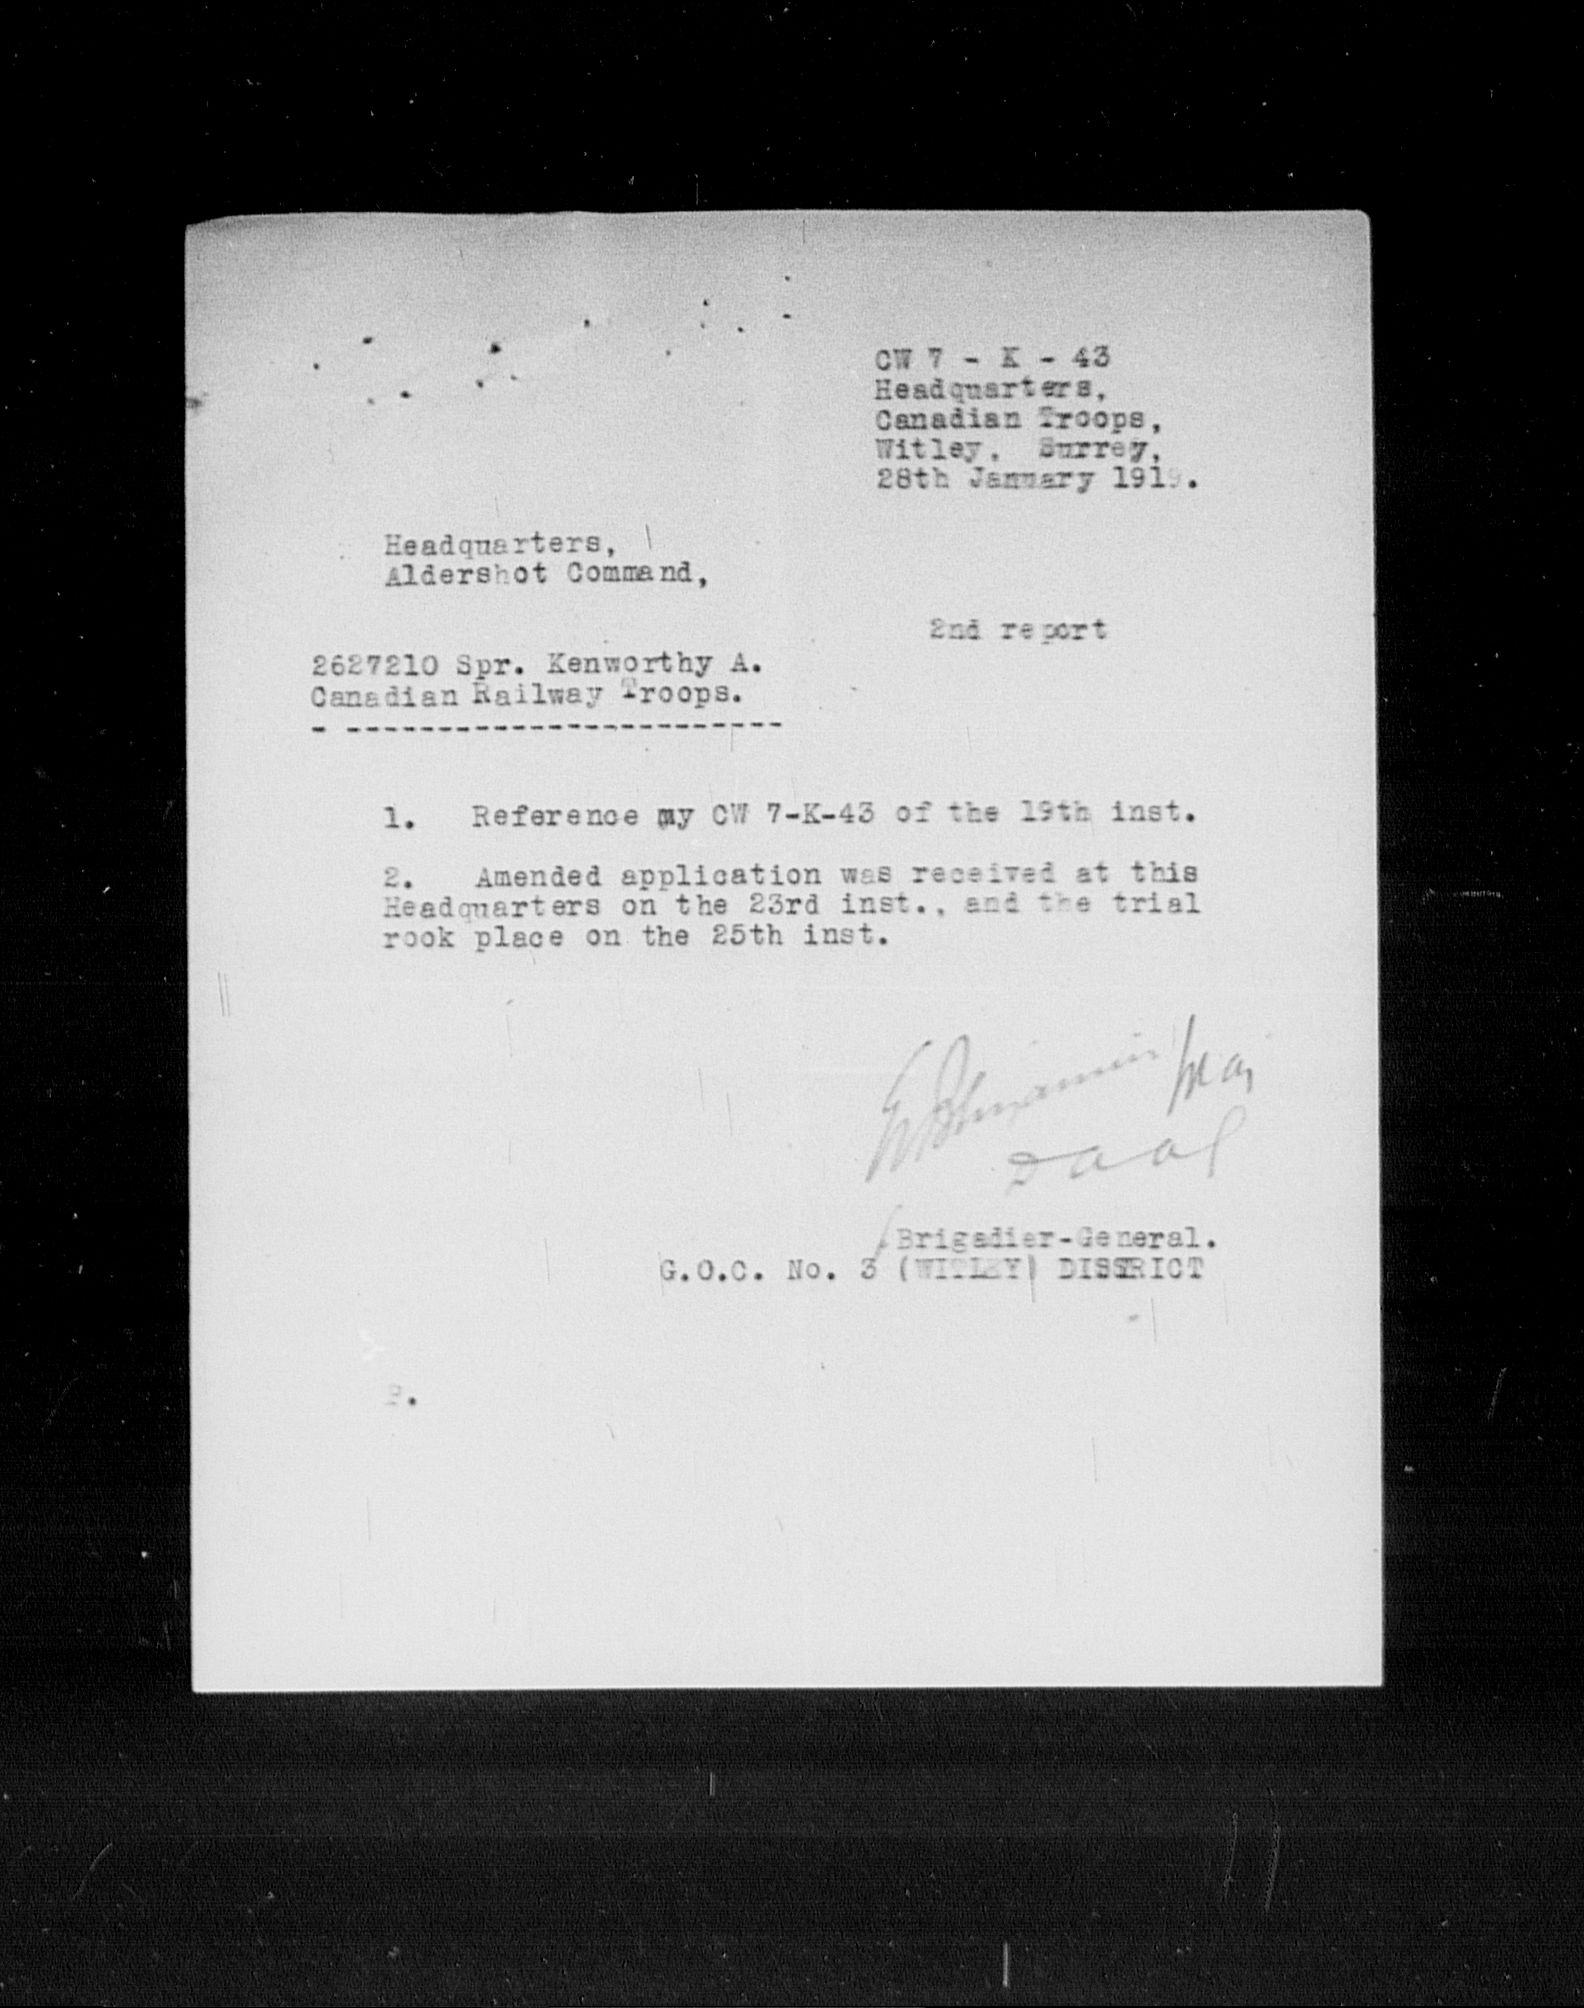 CW 7 - K - 43
Headquarters,
Canadian Troops,
Witley, Surrey,
28th January 1919.
Headquarters,
Aldershot Command,
2nd report
2627210 Spr. Kenworthy A.
Canadian Railway Troops.
- ------------------------
1. Reference my CW 7-K-43 of the 19th inst.
2. Amended application was received at this
Headquarters on the 23rd inst., and the trial
rook place on the 25th inst.
Maj
/Brigadier-General.
G.O.C. No. 3 (WITLEY) DISTRICT
P.